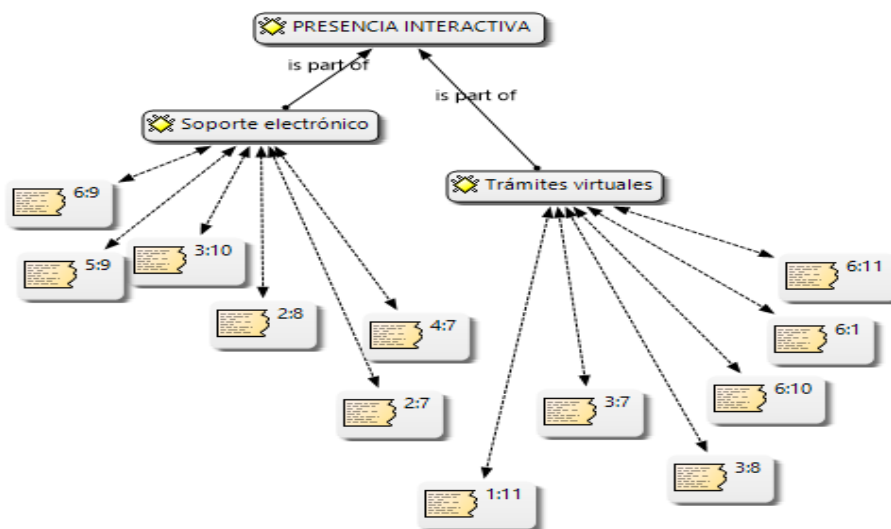 PRESENCIA INTERACTIVA
is part of
is part of
Soporte electrónico
Trámites virtuales
6:9
5:9
3:10
2:8
4:7
2:7
6:11
6:1
6:10
3:7
3:8
1:11